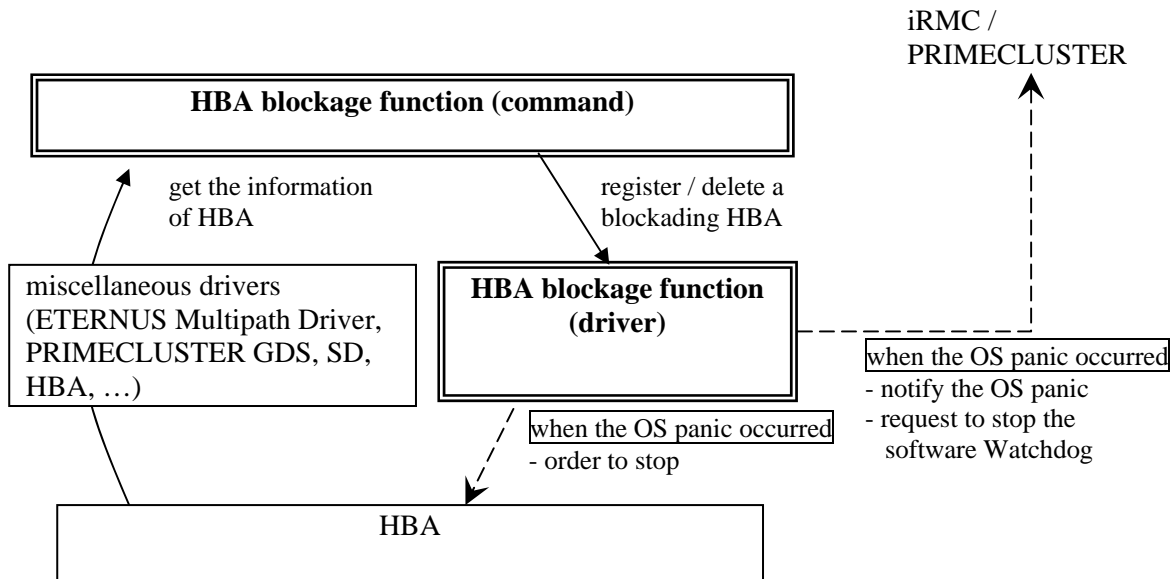 iRMC /
PRIMECLUSTER
HBA blockage function (command)
get the information
of HBA
register / delete a
blockading HBA
miscellaneous drivers
(ETERNUS Multipath Driver,
PRIMECLUSTER GDS, SD,
HBA, …)
HBA blockage function
(driver)
when the OS panic occurred
- notify the OS panic
- request to stop the
software Watchdog
when the OS panic occurred
- order to stop
HBA